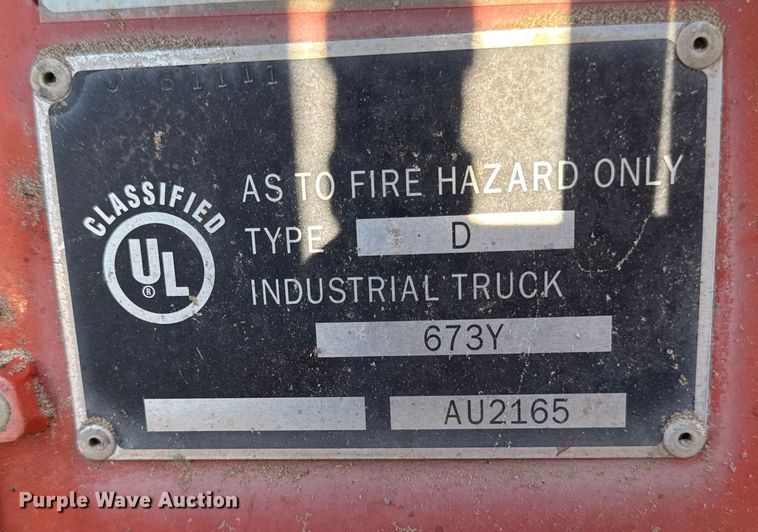 CLASSIFIED
UL
®
AS TO FIRE HAZARD ONLY
TYPE D
INDUSTRIAL TRUCK
673Y
AU2165
Purple Wave Auction